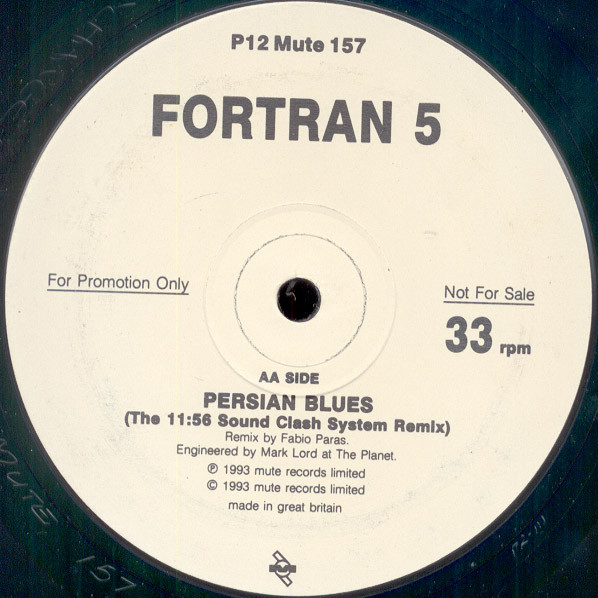 P12 Mute 157
FORTRAN 5
For Promotion Only
Not For Sale
33 rpm
AA SIDE
PERSIAN BLUES
(The 11:56 Sound Clash System Remix)
Remix by Fabio Paras.
Engineered by Mark Lord at The Planet.
℗ 1993 mute records limited
© 1993 mute records limited
made in great britain
MUTE 157